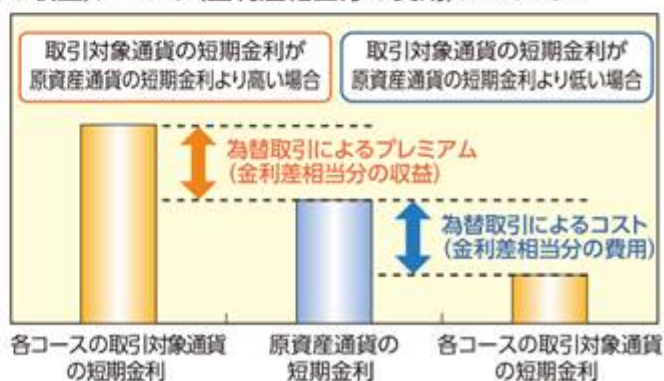 取引対象通貨の短期金利が
原資産通貨の短期金利より高い場合
取引対象通貨の短期金利が
原資産通貨の短期金利より低い場合
為替取引によるプレミアム
(金利差相当分の収益)
為替取引によるコスト
(金利差相当分の費用)
各コースの取引対象通貨
の短期金利
原資産通貨の
短期金利
各コースの取引対象通貨
の短期金利